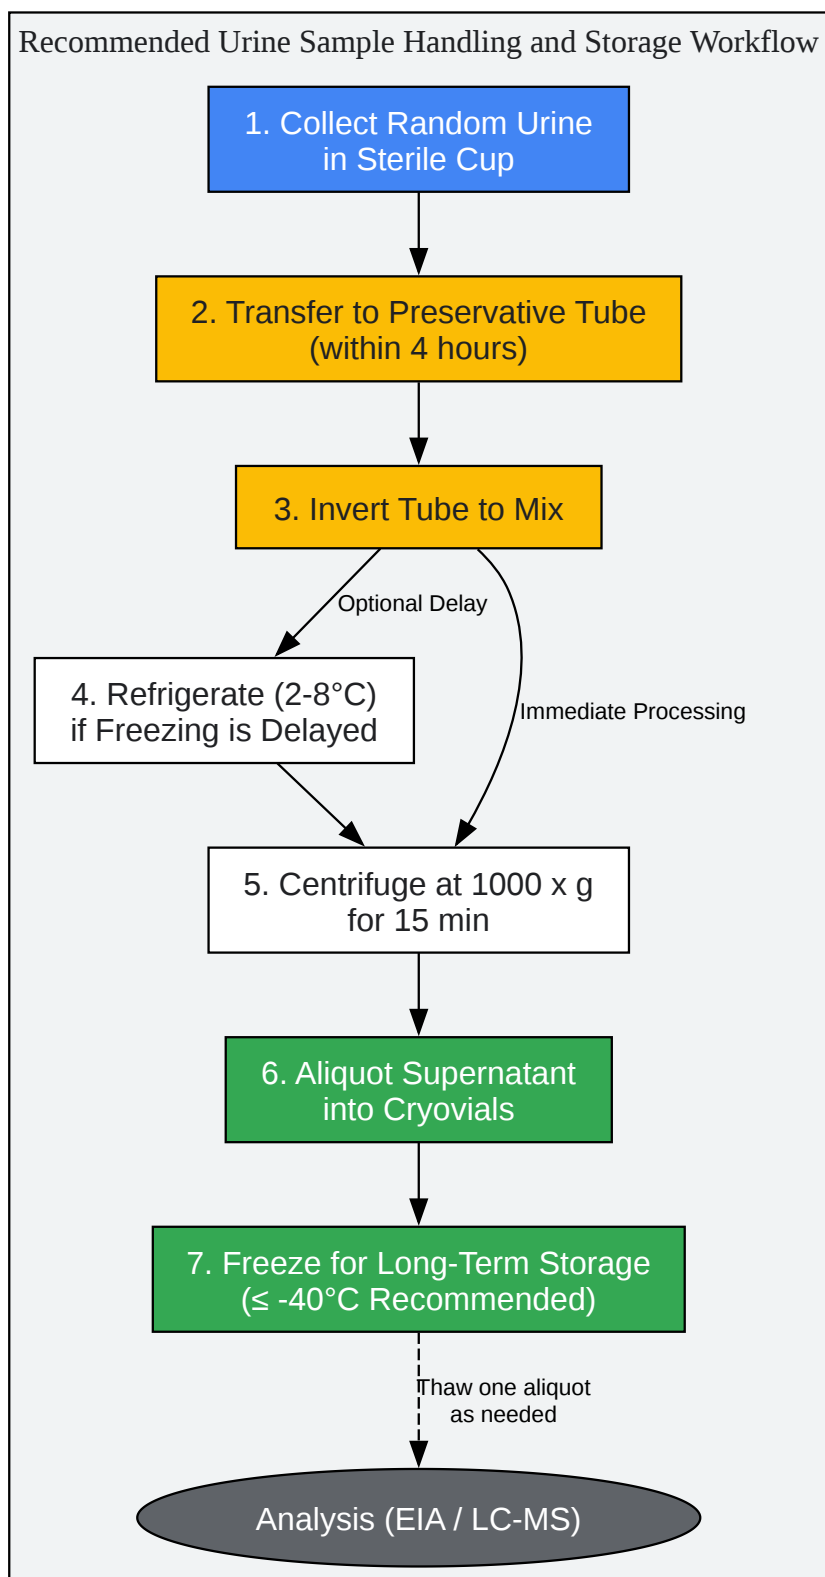 Recommended Urine Sample Handling and Storage Workflow
1. Collect Random Urine
in Sterile Cup
2. Transfer to Preservative Tube
(within 4 hours)
3. Invert Tube to Mix
Optional Delay
4. Refrigerate (2-8°C)
if Freezing is Delayed
Immediate Processing
5. Centrifuge at 1000 x g
for 15 min
6. Aliquot Supernatant
into Cryovials
7. Freeze for Long-Term Storage
(≤ -40°C Recommended)
Thaw one aliquot
as needed
Analysis (EIA / LC-MS)